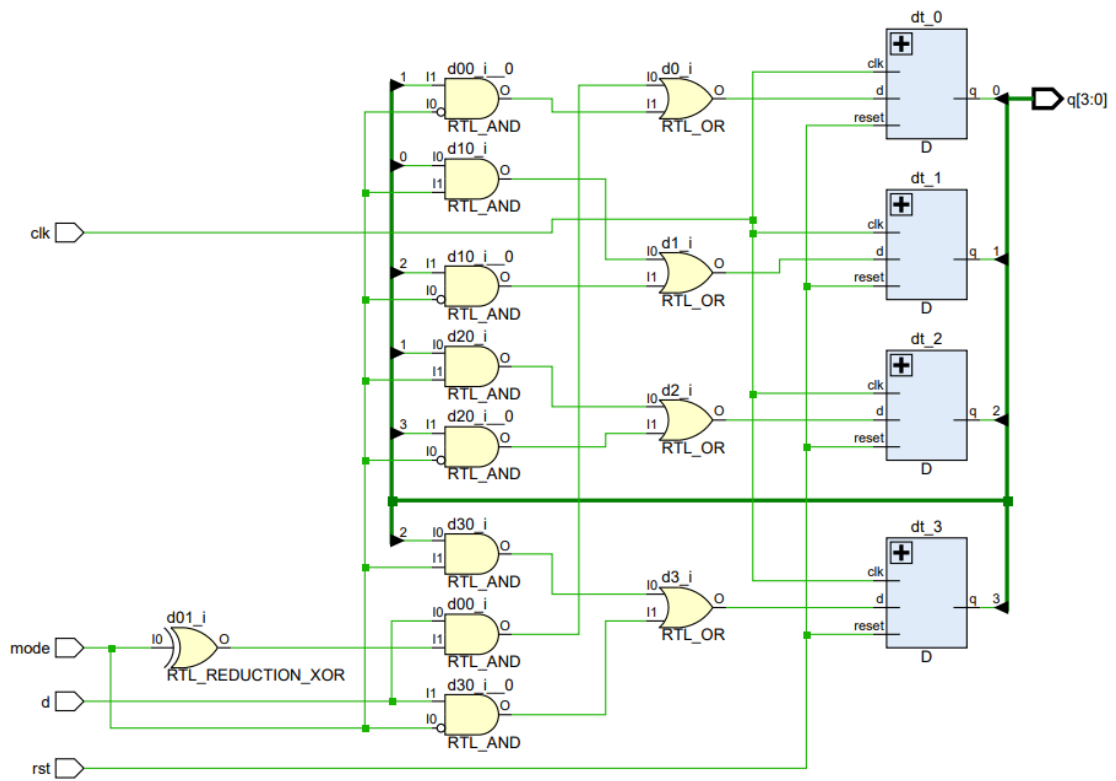 dt_0
d00_i__0
d0_i
clk
1
I1
O
I0
O
d
q
0
q[3:0]
I0
I1
RTL_AND
RTL_OR
reset
D
d10_i
0
I0
O
I1
RTL_AND
dt_1
clk
clk
d10_i__0
d1_i
2
I1
O
I0
O
d
q
1
I0
I1
RTL_AND
RTL_OR
reset
D
d20_i
1
I0
O
I1
RTL_AND
dt_2
d2_i
clk
d20_i__0
3
I1
O
I0
O
d
q
2
I0
I1
RTL_AND
RTL_OR
reset
D
d30_i
2
I0
O
I1
RTL_AND
dt_3
d3_i
clk
d00_i
I0
O
I0
O
d
q
3
I1
I1
RTL_AND
RTL_OR
reset
D
d01_i
mode
I0
O
RTL_REDUCTION_XOR
d30_i__0
d
I1
O
I0
RTL_AND
rst